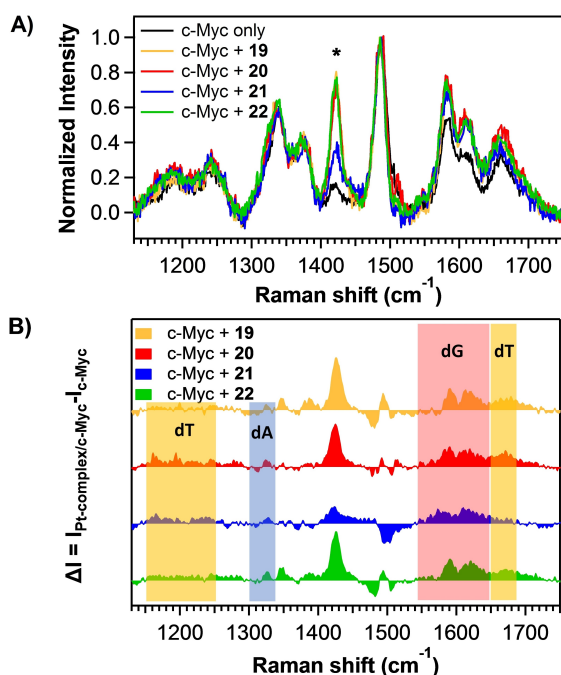 A)
c-Myc only
c-Myc + 19
c-Myc + 20
c-Myc + 21
c-Myc + 22
*
Normalized Intensity
1.0
0.8
0.6
0.4
0.2
0.0
1200 1300 1400 1500 1600 1700
Raman shift (cm⁻¹)
B)
c-Myc + 19
c-Myc + 20
c-Myc + 21
c-Myc + 22
dG dT
dT dA
ΔI = I_Pt-complex/c-Myc-I_c-Myc
1200 1300 1400 1500 1600 1700
Raman shift (cm⁻¹)